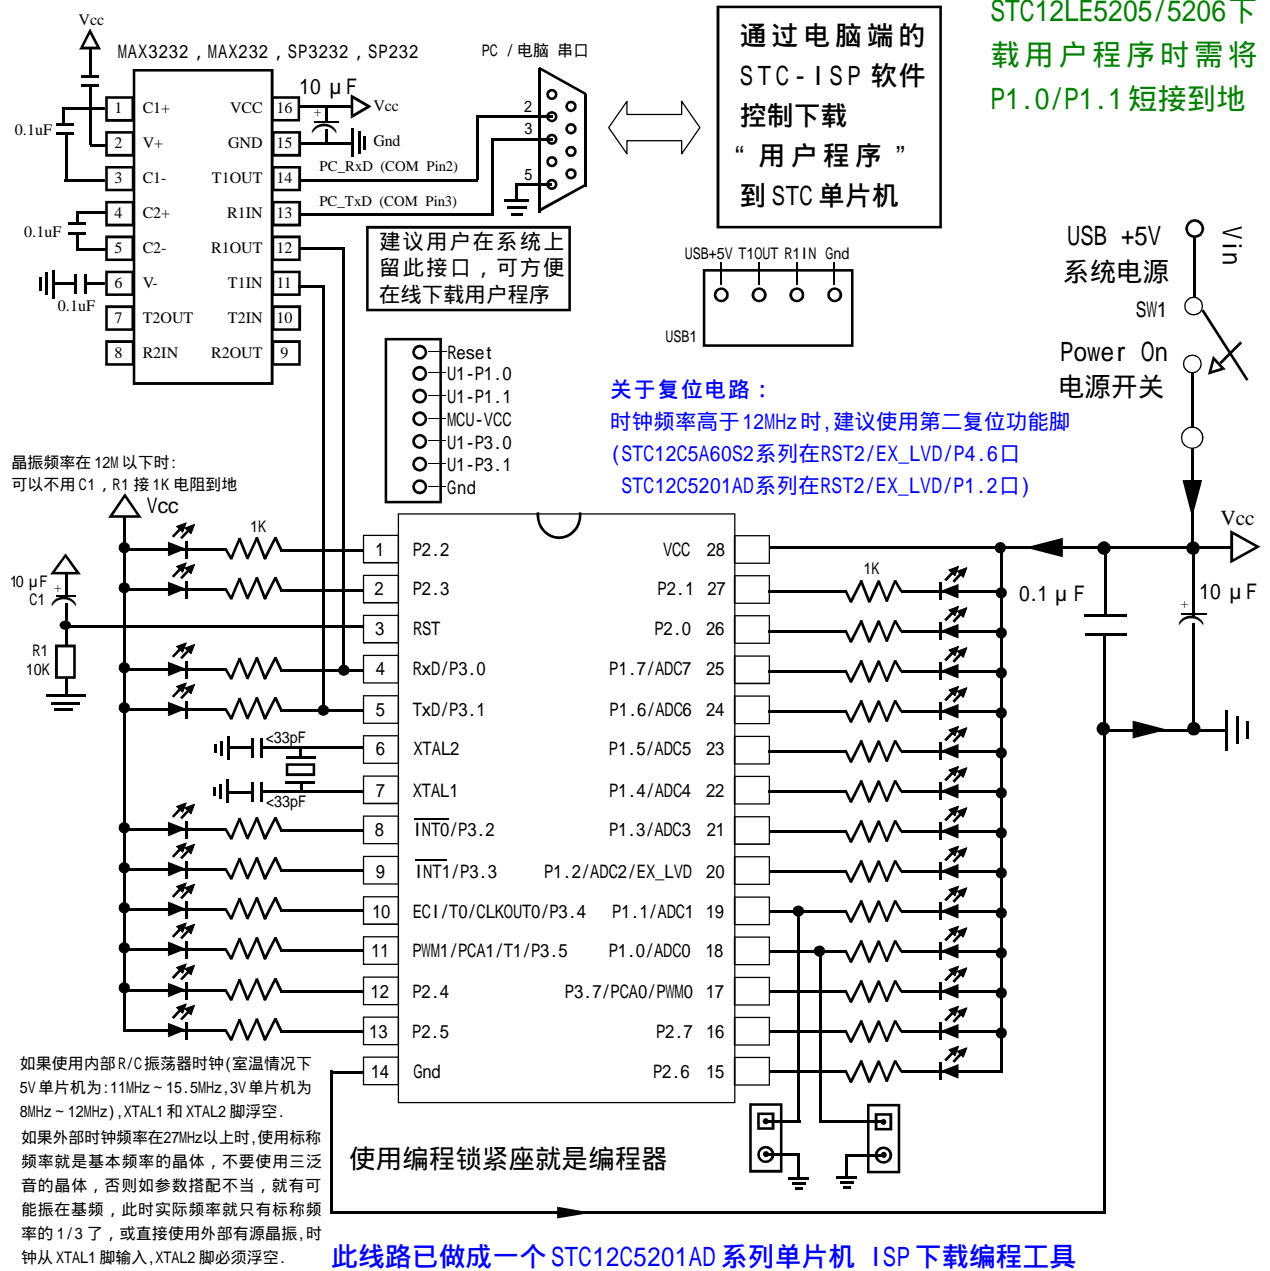 STC12LE5205/5206下
载用户程序时需将
P1.0/P1.1短接到地
Vcc
MAX3232，MAX232，SP3232，SP232
PC / 电脑 串口
通过电脑端的
STC-ISP 软件
控制下载
“用户程序”
到STC单片机
1 C1+ VCC 16
2 V+ GND 15
3 C1- T1OUT 14
4 C2+ R1IN 13
5 C2- R1OUT 12
6 V- T1IN 11
7 T2OUT T2IN 10
8 R2IN R2OUT 9
0.1uF
0.1uF
0.1uF
10 μF
+
Vcc
Gnd
PC_RxD (COM Pin2)
PC_TxD (COM Pin3)
2
3
5
建议用户在系统上
留此接口，可方便
在线下载用户程序
USB+5V T1OUT R1IN Gnd
USB1
USB +5V
系统电源
Vin
SW1
Power On
电源开关
Reset
U1-P1.0
U1-P1.1
MCU-VCC
U1-P3.0
U1-P3.1
Gnd
关于复位电路：
时钟频率高于12MHz时,建议使用第二复位功能脚
(STC12C5A60S2系列在RST2/EX_LVD/P4.6口
STC12C5201AD系列在RST2/EX_LVD/P1.2口)
晶振频率在12M以下时:
可以不用C1，R1接1K电阻到地
Vcc
1K
10 μF
+
C1
R1
10K
<33pF
<33pF
1 P2.2 VCC 28
2 P2.3 P2.1 27
3 RST P2.0 26
4 RxD/P3.0 P1.7/ADC7 25
5 TxD/P3.1 P1.6/ADC6 24
6 XTAL2 P1.5/ADC5 23
7 XTAL1 P1.4/ADC4 22
8 INT0/P3.2 P1.3/ADC3 21
9 INT1/P3.3 P1.2/ADC2/EX_LVD 20
10 ECI/T0/CLKOUT0/P3.4 P1.1/ADC1 19
11 PWM1/PCA1/T1/P3.5 P1.0/ADC0 18
12 P2.4 P3.7/PCA0/PWM0 17
13 P2.5 P2.7 16
14 Gnd P2.6 15
1K
Vcc
0.1 μF
10 μF
+
如果使用内部R/C振荡器时钟(室温情况下
5V单片机为:11MHz~15.5MHz,3V单片机为
8MHz~12MHz),XTAL1和XTAL2脚浮空.
如果外部时钟频率在27MHz以上时,使用标称
频率就是基本频率的晶体，不要使用三泛
音的晶体，否则如参数搭配不当，就有可
能振在基频，此时实际频率就只有标称频
率的1/3了，或直接使用外部有源晶振,时
钟从XTAL1脚输入,XTAL2脚必须浮空.
使用编程锁紧座就是编程器
此线路已做成一个STC12C5201AD系列单片机 ISP下载编程工具